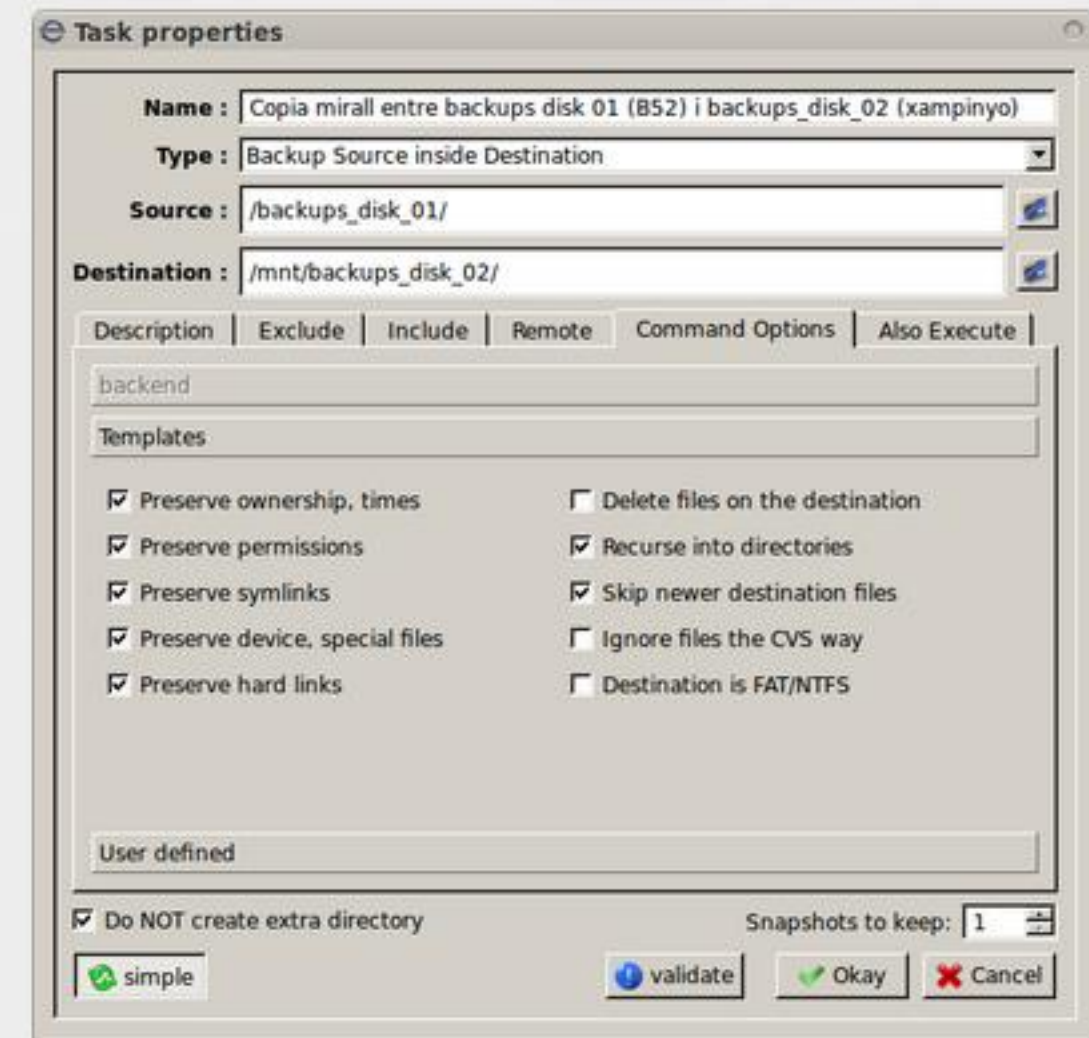 Task properties
Name : Copia mirall entre backups disk 01 (B52) i backups_disk_02 (xampinyo)
Type : Backup Source inside Destination
Source : /backups_disk_01/
Destination : /mnt/backups_disk_02/
Description Exclude Include Remote Command Options Also Execute
backend
Templates
Preserve ownership, times Delete files on the destination
Preserve permissions Recurse into directories
Preserve symlinks Skip newer destination files
Preserve device, special files Ignore files the CVS way
Preserve hard links Destination is FAT/NTFS
User defined
Do NOT create extra directory Snapshots to keep: 1
simple validate Okay Cancel